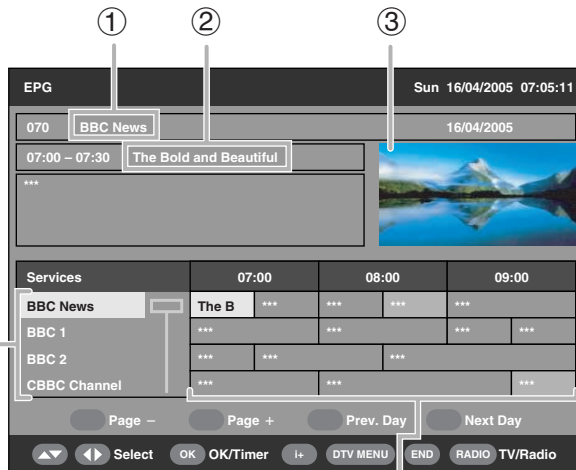 ① ② ③
EPG Sun 16/04/2005 07:05:11
070 BBC News 16/04/2005
07:00 – 07:30 The Bold and Beautiful
***
Services 07:00 08:00 09:00
BBC News The B *** *** *** ***
BBC 1 *** *** *** ***
BBC 2 *** *** ***
CBBC Channel *** *** ***
Page – Page + Prev. Day Next Day
Select OK OK/Timer i+ DTV MENU END RADIO TV/Radio